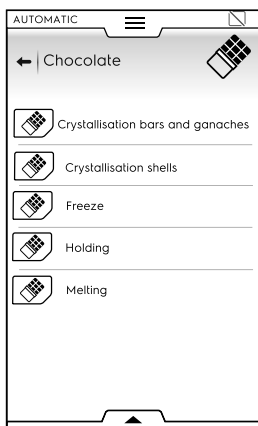 AUTOMATIC
Chocolate
Crystallisation bars and ganaches
Crystallisation shells
Freeze
Holding
Melting